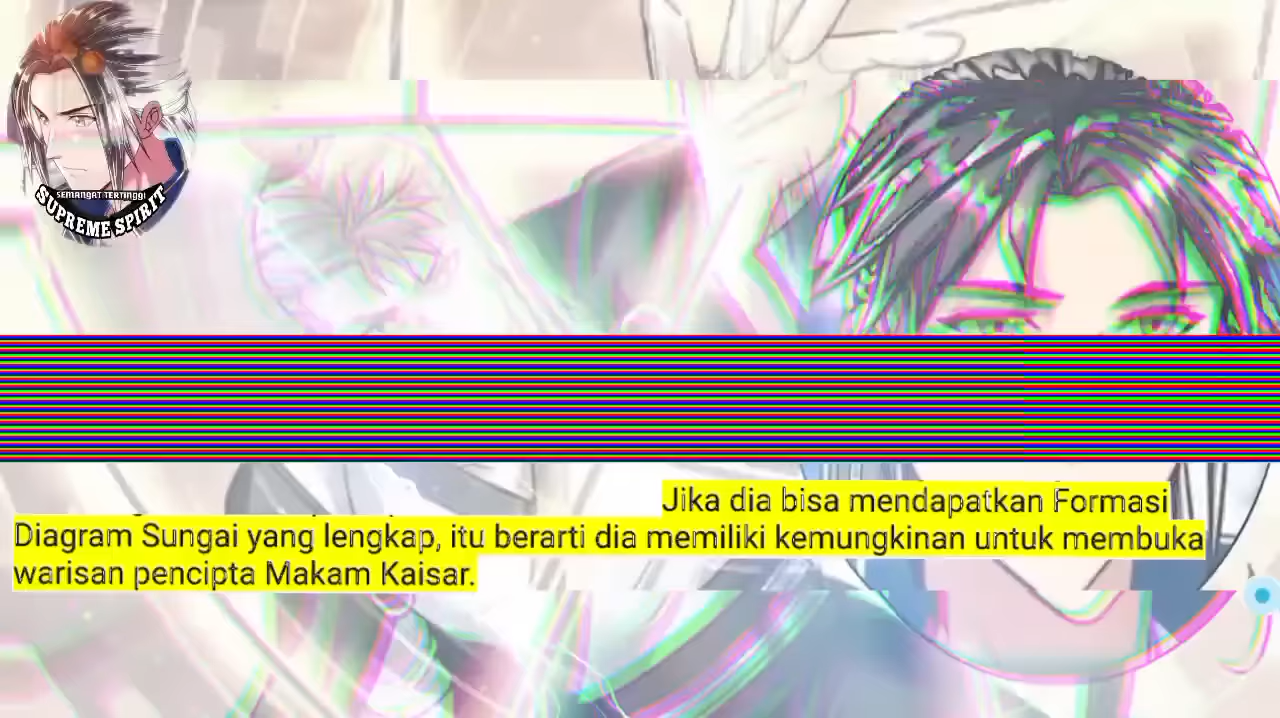 SEMANGAT TERTINGGI
SUPREME SPIRIT
Jika dia bisa mendapatkan Formasi
Diagram Sungai yang lengkap, itu berarti dia memiliki kemungkinan untuk membuka
warisan pencipta Makam Kaisar.